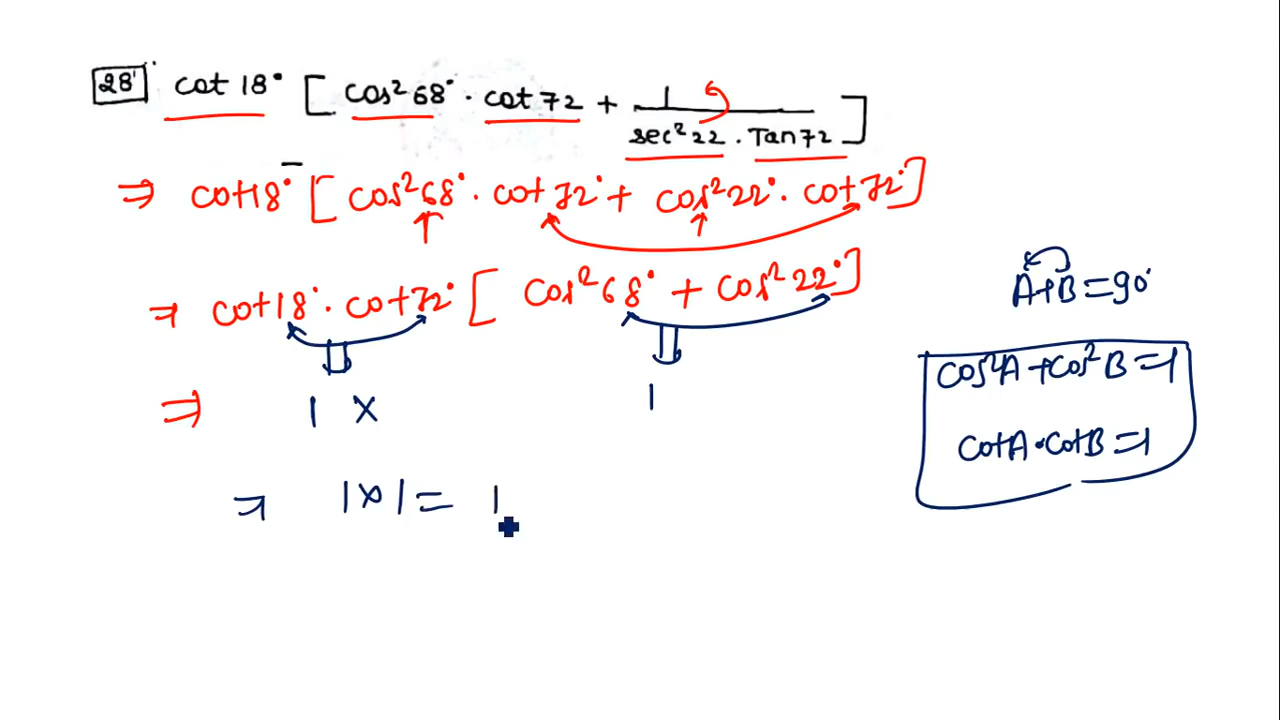 28 cot 18° [ cos² 68° · cot 72 + 1 / sec² 22 · Tan 72 ]
⇒ cot 18° [ cos² 68° · cot 72° + cos² 22° · cot 72° ]
⇒ cot 18° · cot 72° [ cos² 68° + cos² 22° ]
A+B = 90°
cos²A + cos²B = 1
⇒ 1 × 1
cotA · cotB = 1
⇒ 1 × 1 = 1